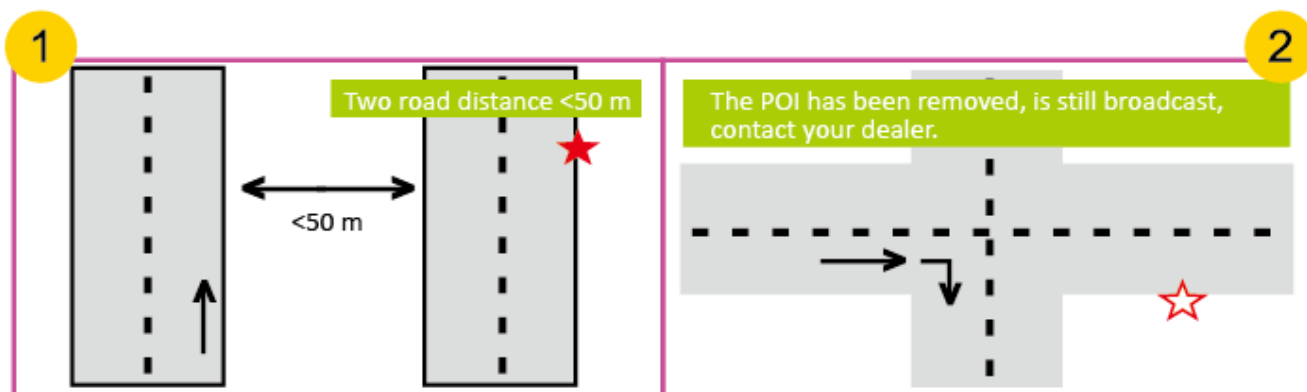 1
Two road distance <50 m
<50 m
2
The POI has been removed, is still broadcast,
contact your dealer.